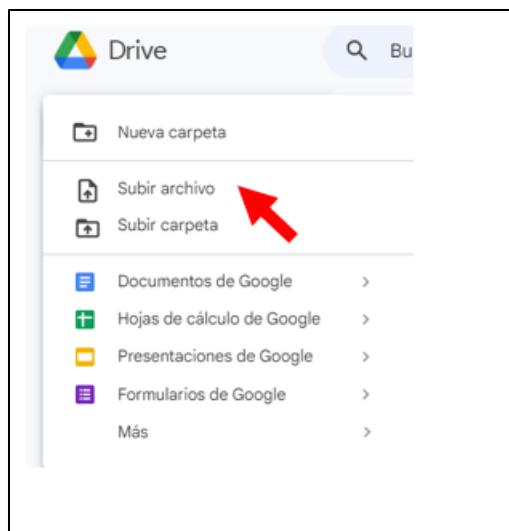 Drive
Bu
Nueva carpeta
Subir archivo
Subir carpeta
Documentos de Google
Hojas de cálculo de Google
Presentaciones de Google
Formularios de Google
Más